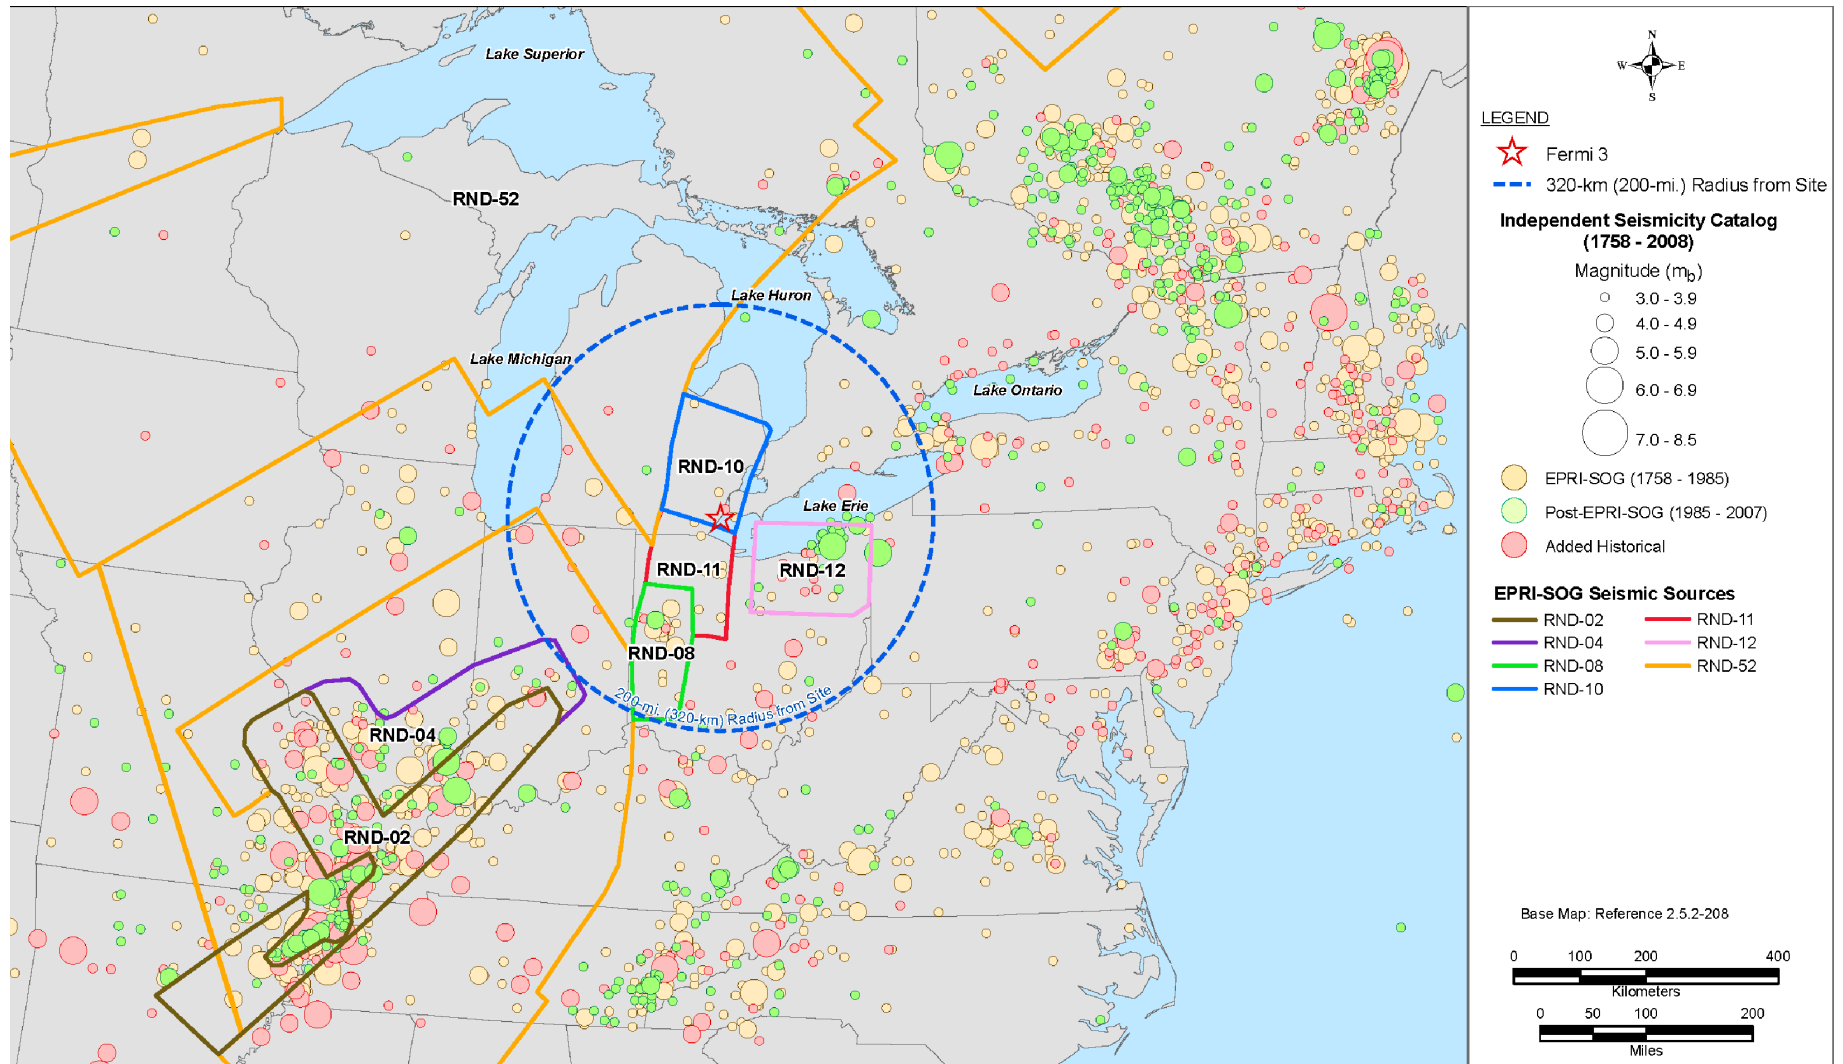 Lake Superior
RND-52
Lake Huron
Lake Michigan
Lake Ontario
RND-10
Lake Erie
RND-11
RND-12
RND-08
200-mi. (320-km) Radius from Site
RND-04
RND-02
N
W E
S
LEGEND
Fermi 3
320-km (200-mi.) Radius from Site
Independent Seismicity Catalog
(1758 - 2008)
Magnitude (mb)
3.0 - 3.9
4.0 - 4.9
5.0 - 5.9
6.0 - 6.9
7.0 - 8.5
EPRI-SOG (1758 - 1985)
Post-EPRI-SOG (1985 - 2007)
Added Historical
EPRI-SOG Seismic Sources
RND-02 RND-11
RND-04 RND-12
RND-08 RND-52
RND-10
Base Map: Reference 2.5.2-208
0 100 200 400
Kilometers
0 50 100 200
Miles